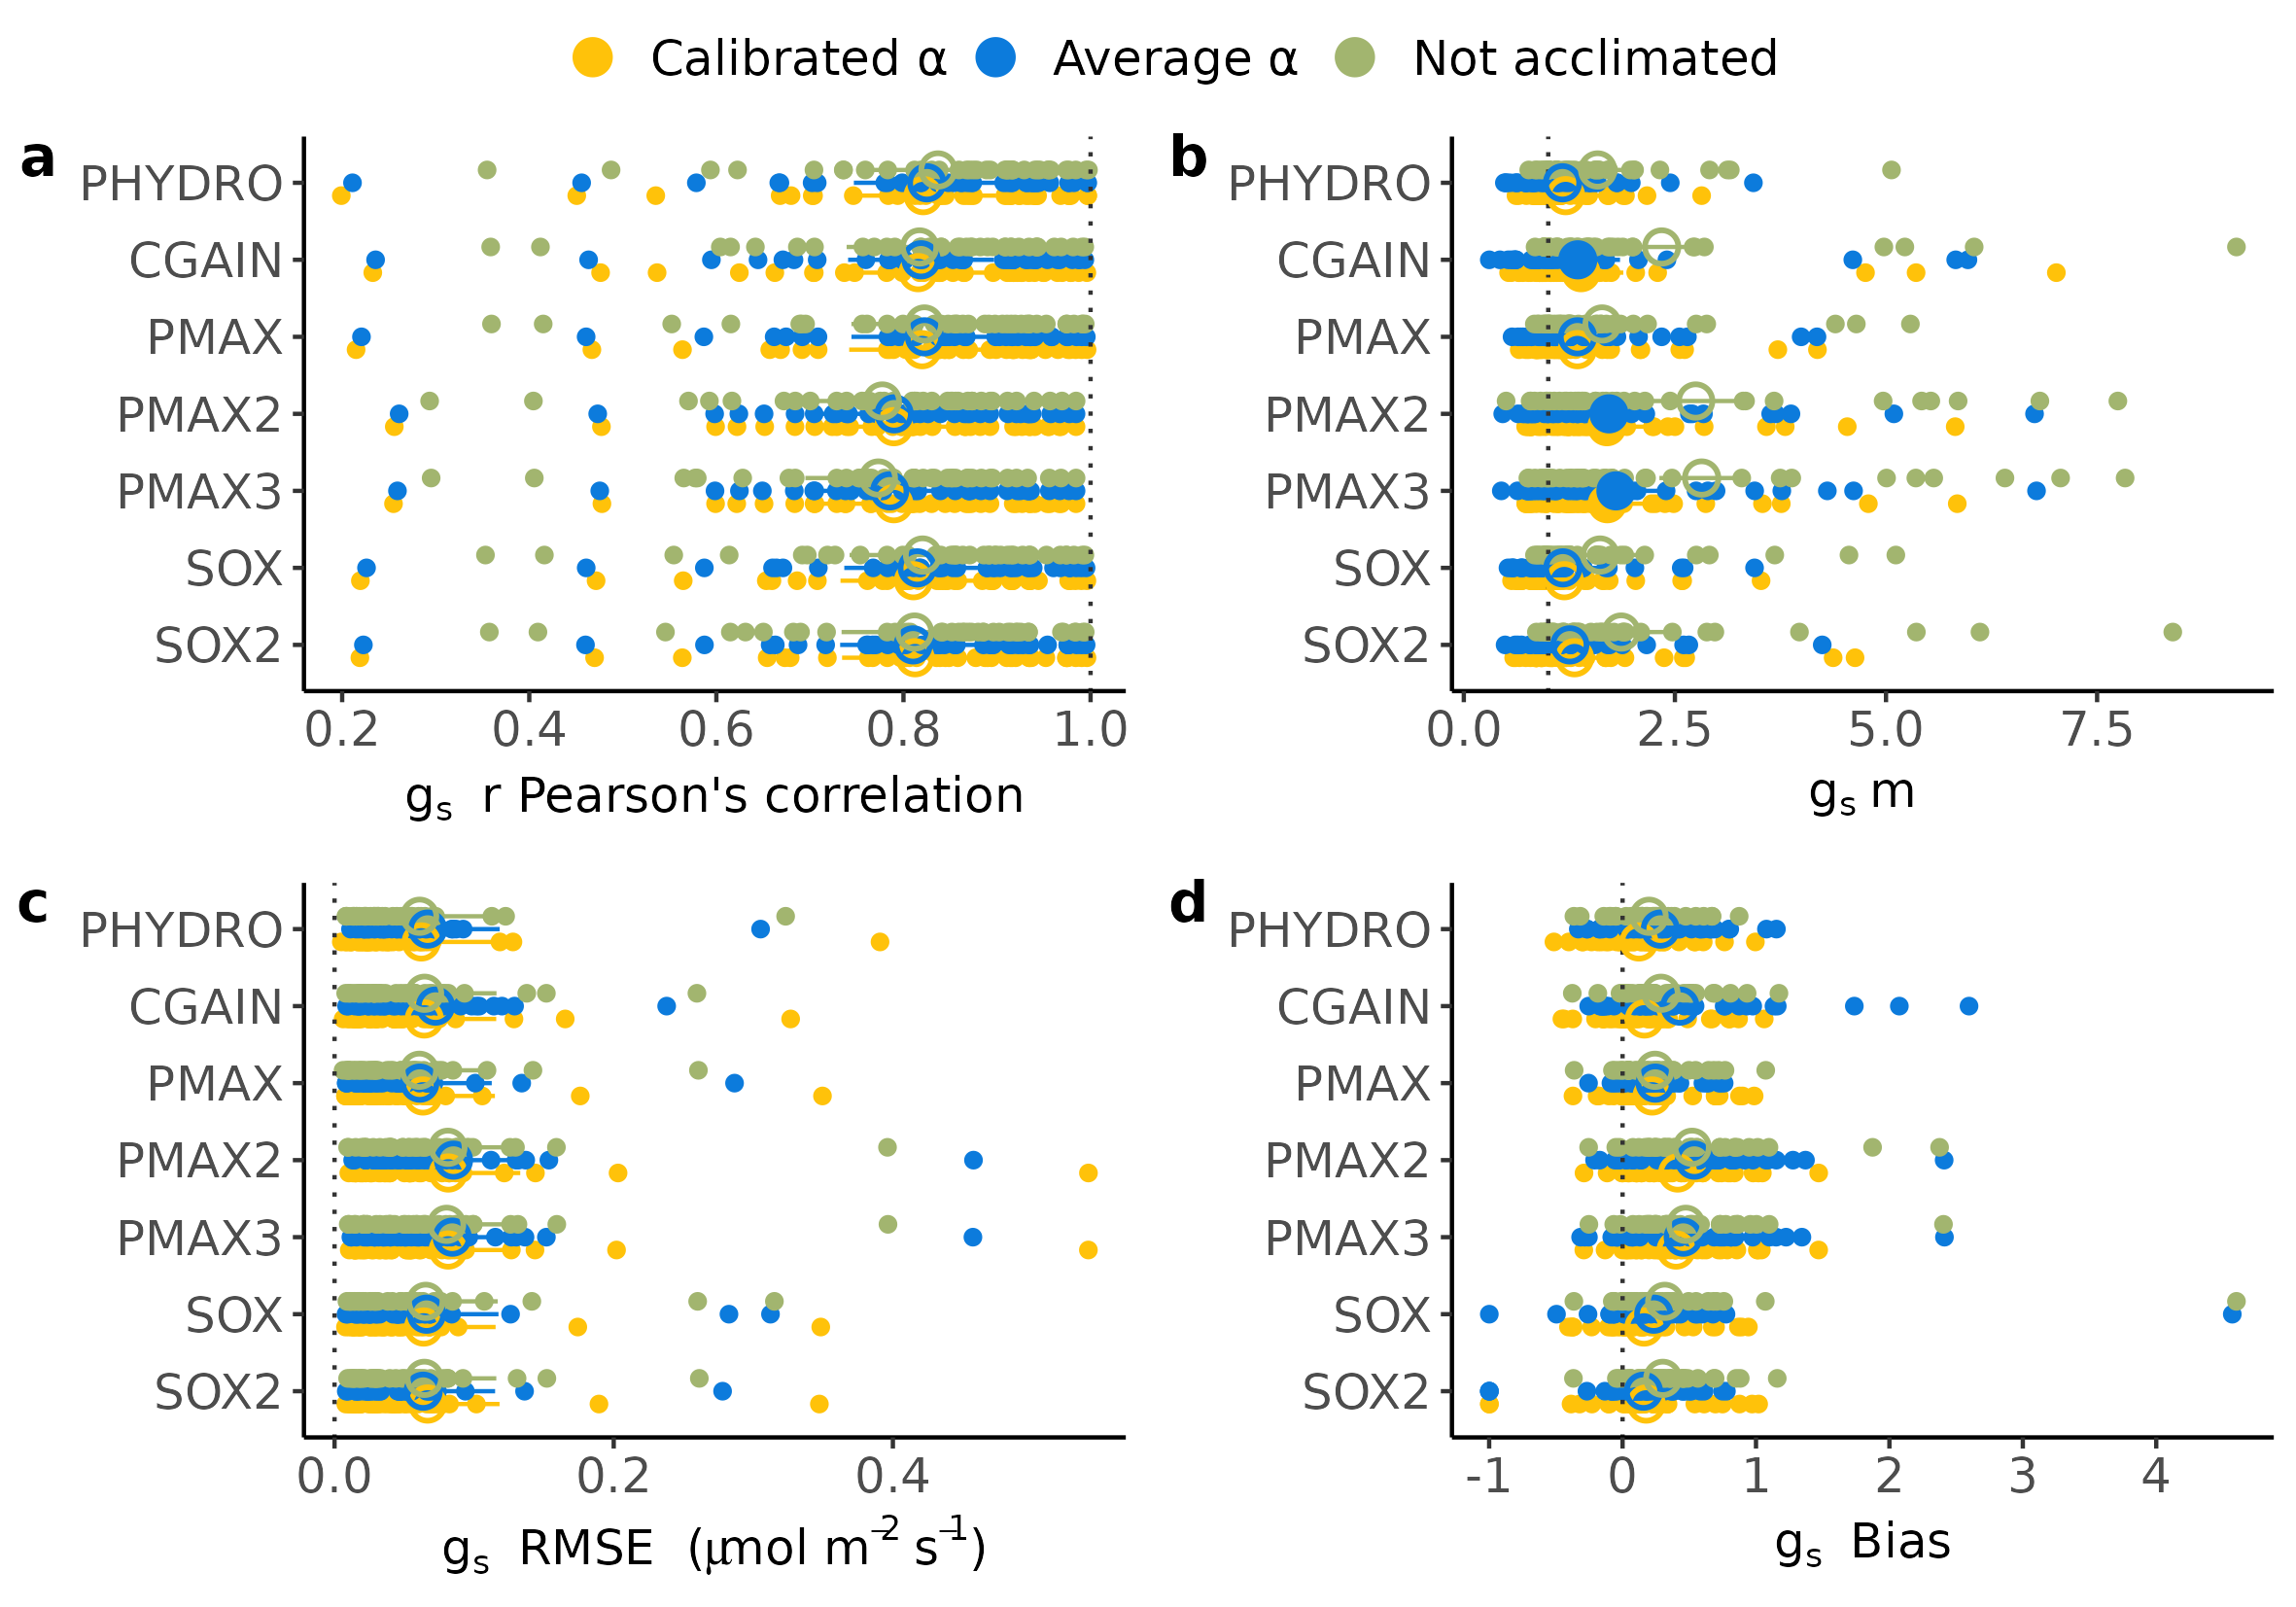 Calibrated α Average α Not acclimated
a
PHYDRO
CGAIN
PMAX
PMAX2
PMAX3
SOX
SOX2
0.2 0.4 0.6 0.8 1.0
gs r Pearson's correlation
b
PHYDRO
CGAIN
PMAX
PMAX2
PMAX3
SOX
SOX2
0.0 2.5 5.0 7.5
gs m
c
PHYDRO
CGAIN
PMAX
PMAX2
PMAX3
SOX
SOX2
0.0 0.2 0.4
gs RMSE (μmol m−2 s−1)
d
PHYDRO
CGAIN
PMAX
PMAX2
PMAX3
SOX
SOX2
-1 0 1 2 3 4
gs Bias